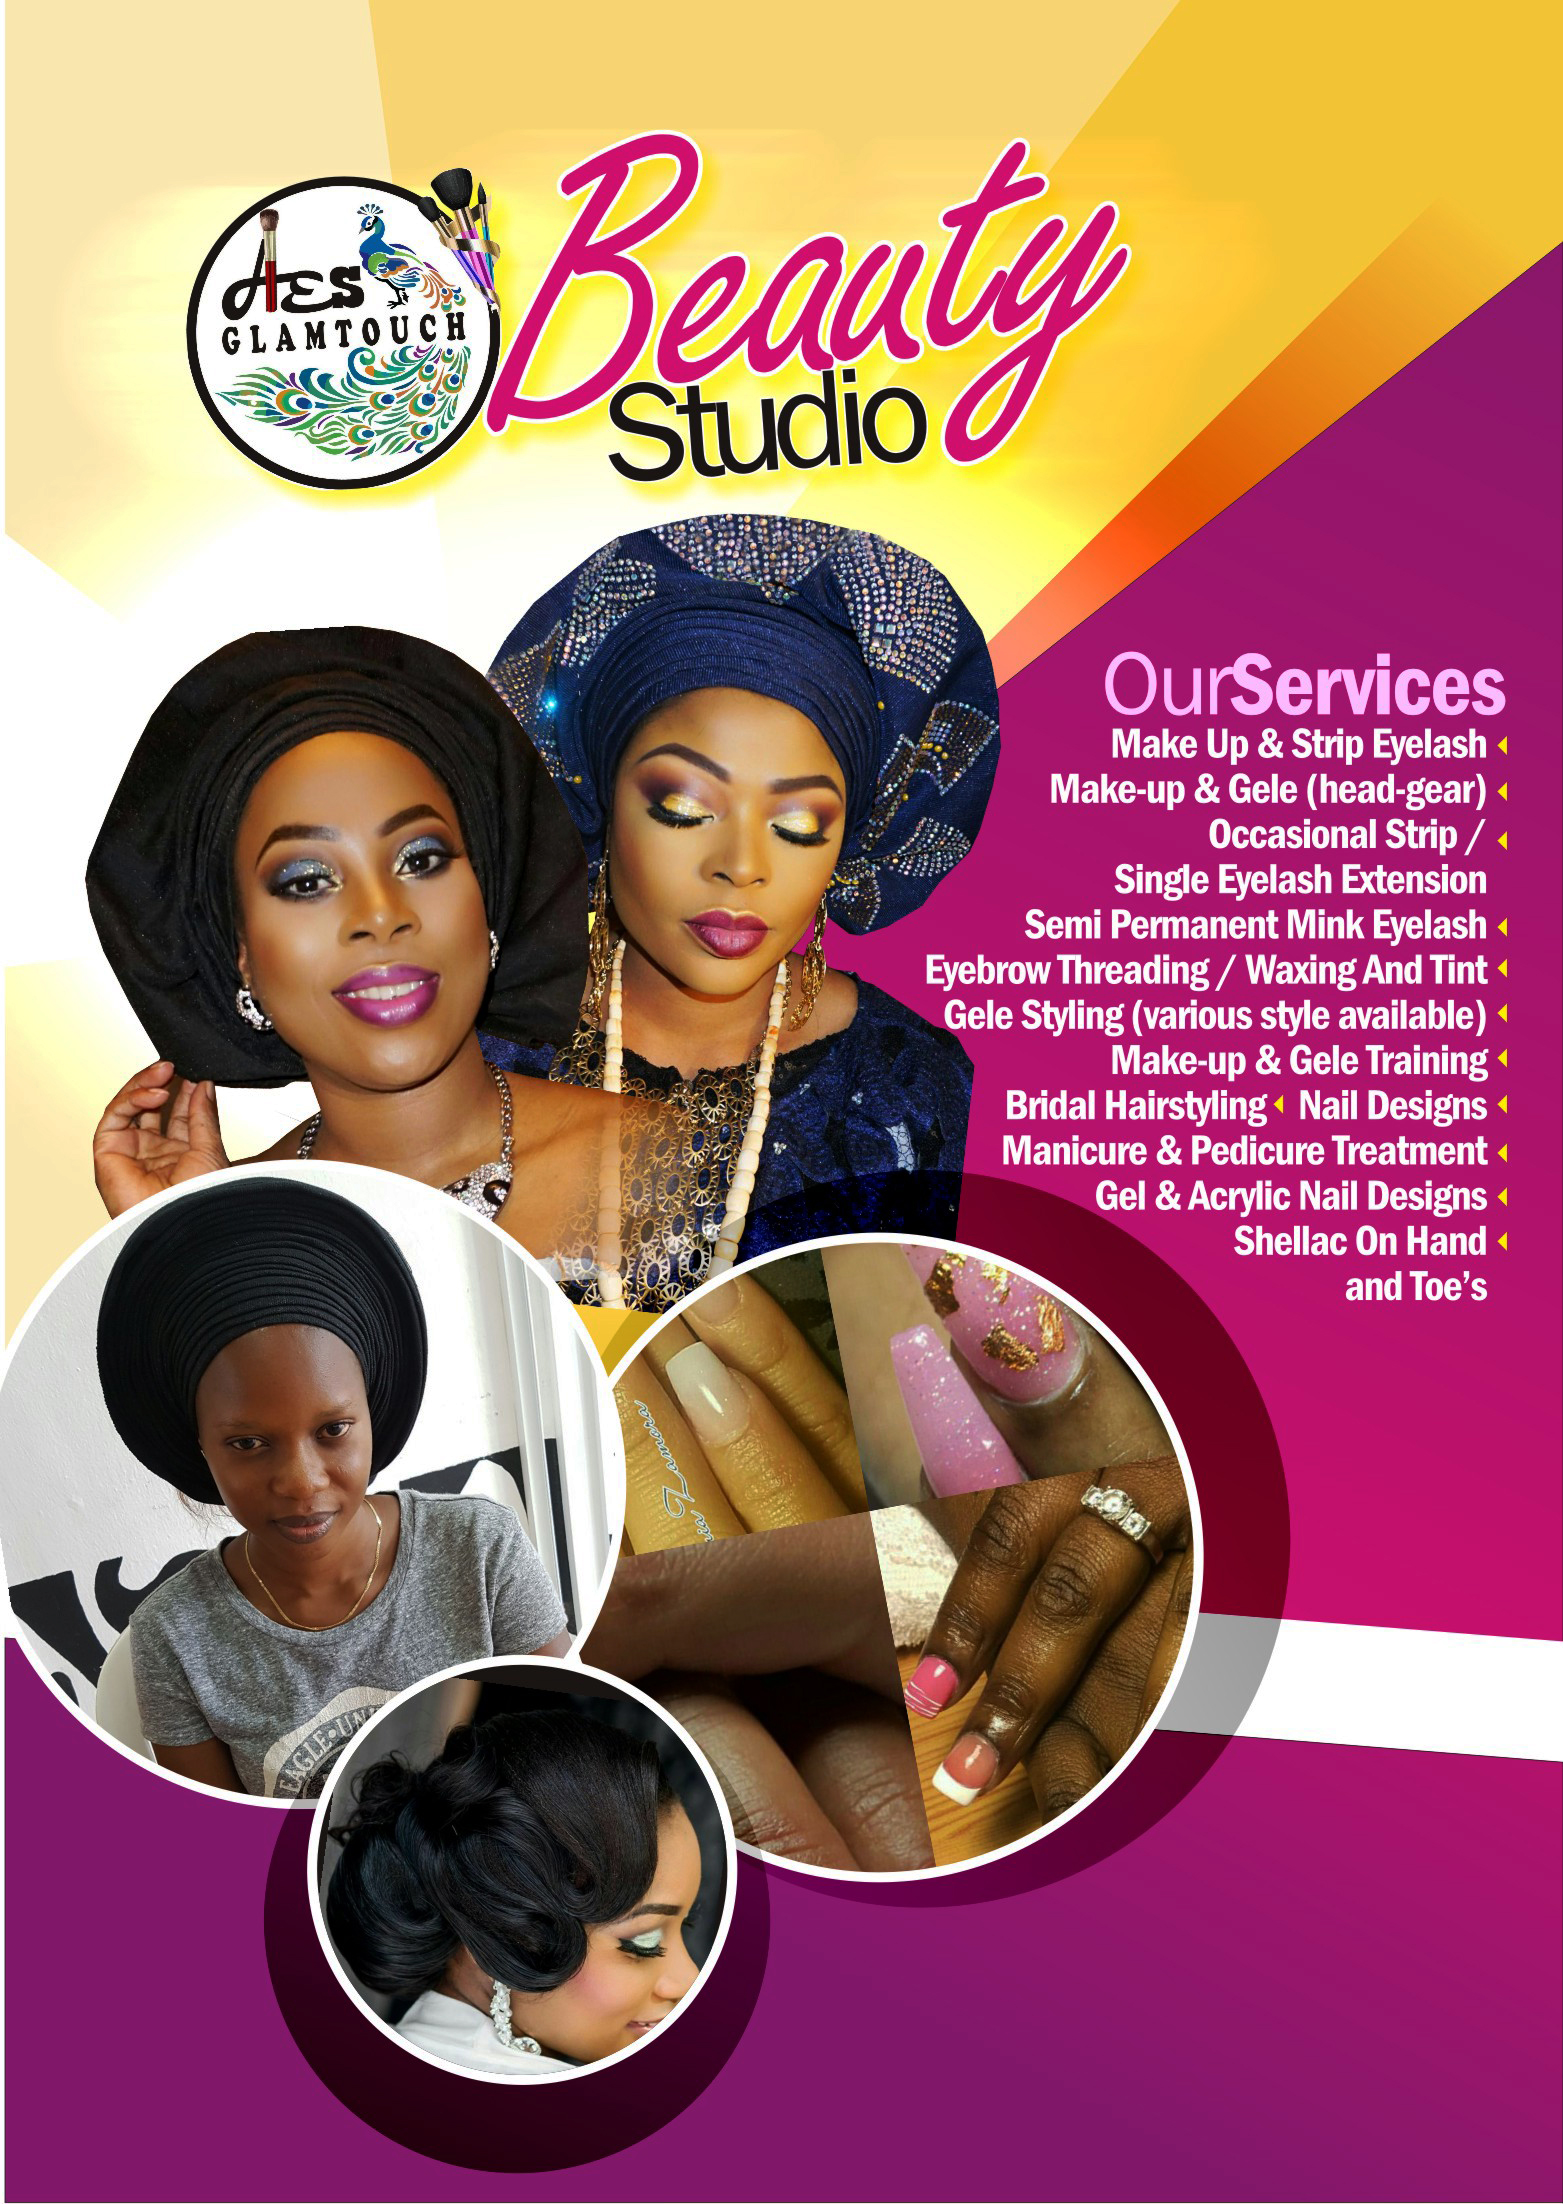 AES
GLAMTOUCH
Beauty
Studio
OurServices
Make Up & Strip Eyelash
Make-up & Gele (head-gear)
Occasional Strip /
Single Eyelash Extension
Semi Permanent Mink Eyelash
Eyebrow Threading / Waxing And Tint
Gele Styling (various style available)
Make-up & Gele Training
Bridal Hairstyling Nail Designs
Manicure & Pedicure Treatment
Gel & Acrylic Nail Designs
Shellac On Hand
and Toe's
Zamora
EAGLE